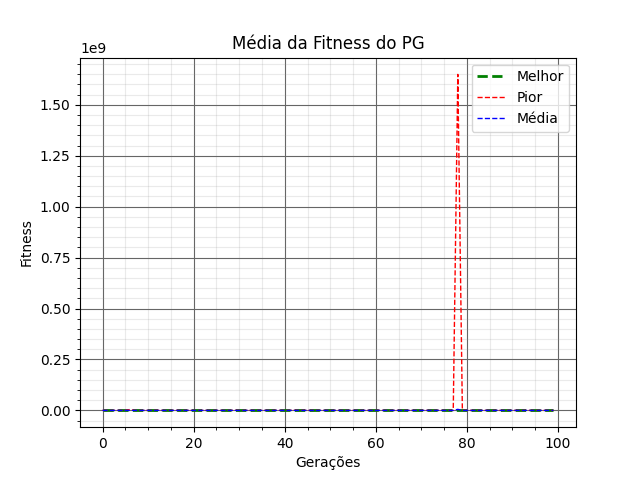 Média da Fitness do PG
1e9
Melhor
Pior
Média
1.50
1.25
1.00
0.75
0.50
0.25
0.00
Fitness
0 20 40 60 80 100
Gerações